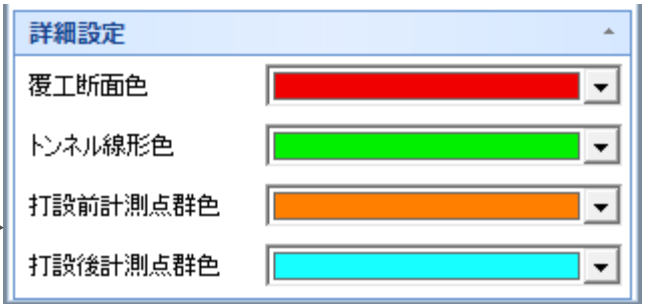 詳細設定
覆工断面色
トンネル線形色
打設前計測点群色
打設後計測点群色